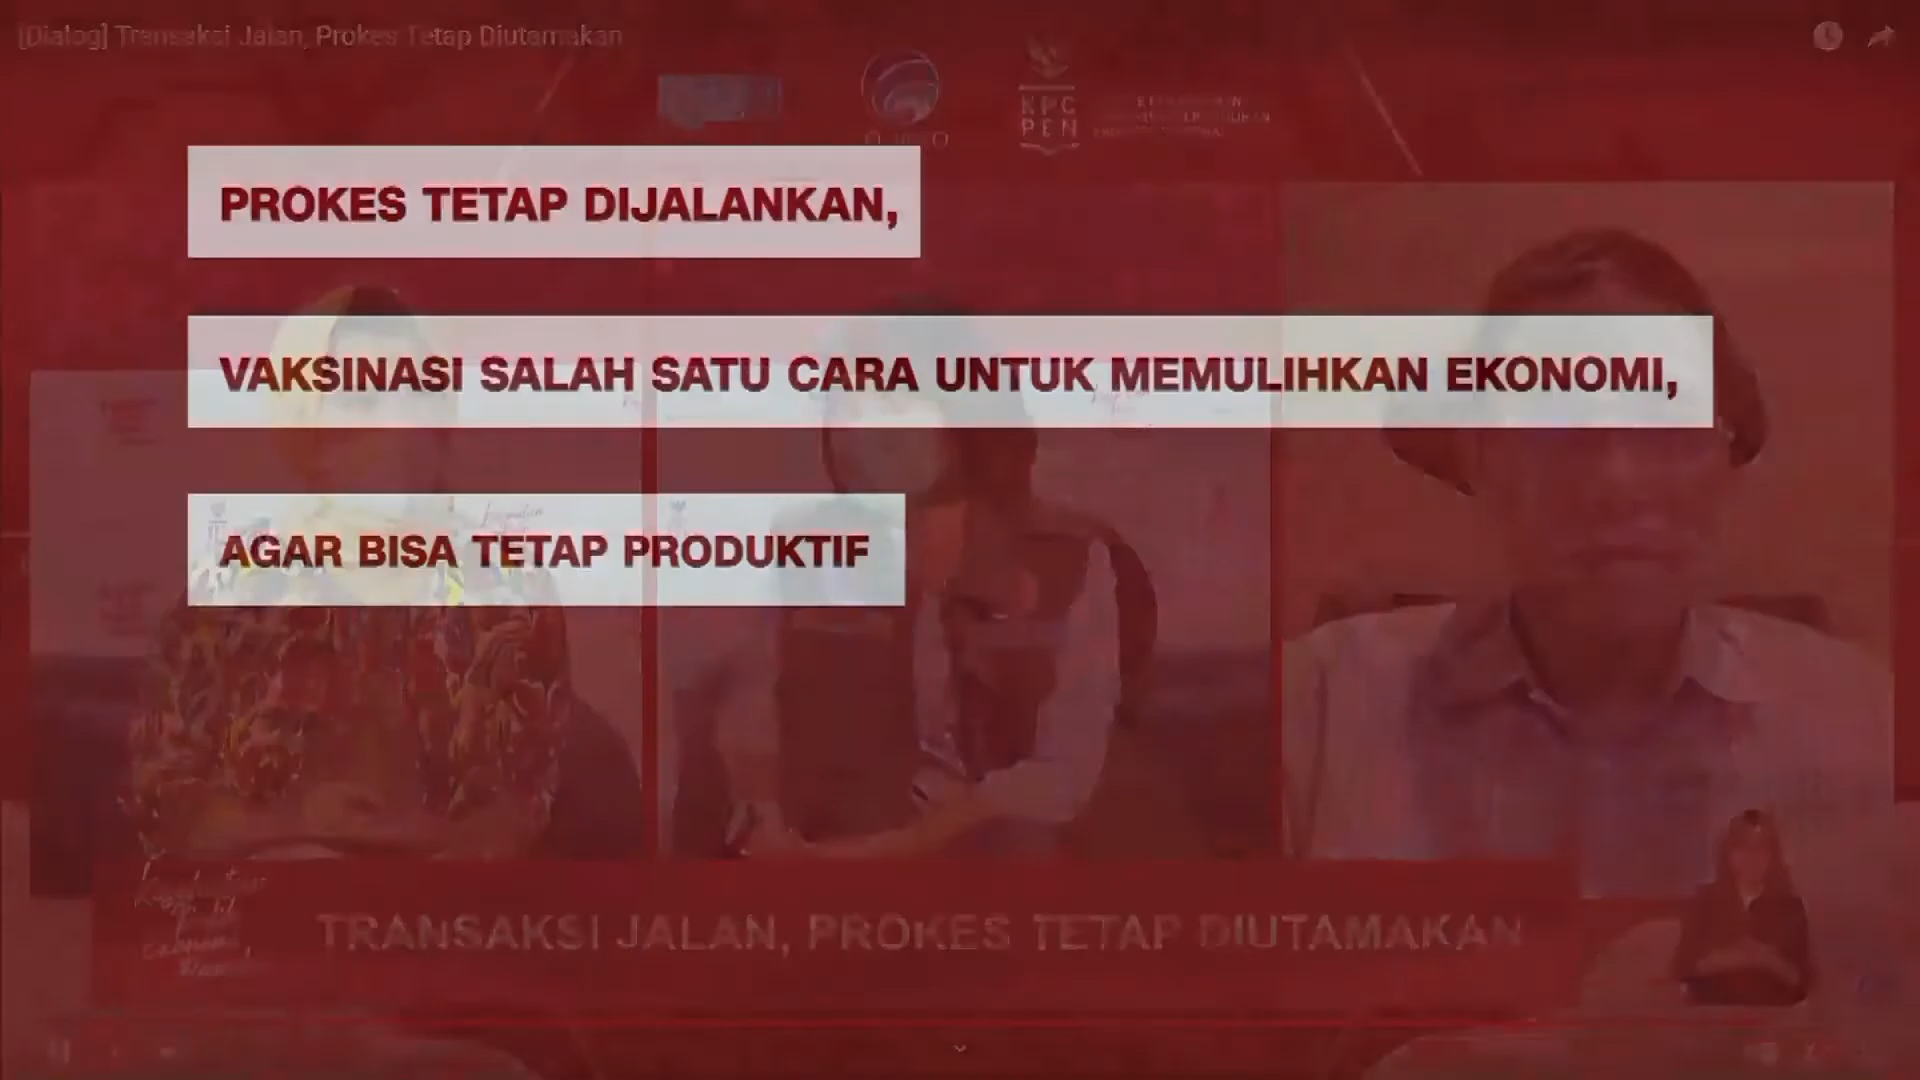 [Dialog] Transaksi Jalan, Prokes Tetap Diutamakan
KPC
PEN
PROKES TETAP DIJALANKAN,
VAKSINASI SALAH SATU CARA UNTUK MEMULIHKAN EKONOMI,
AGAR BISA TETAP PRODUKTIF
TRANSAKSI JALAN, PROKES TETAP DIUTAMAKAN